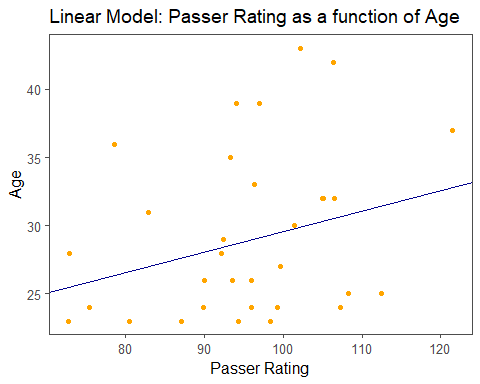 Linear Model: Passer Rating as a function of Age
40
35
30
25
Age
80 90 100 110 120
Passer Rating